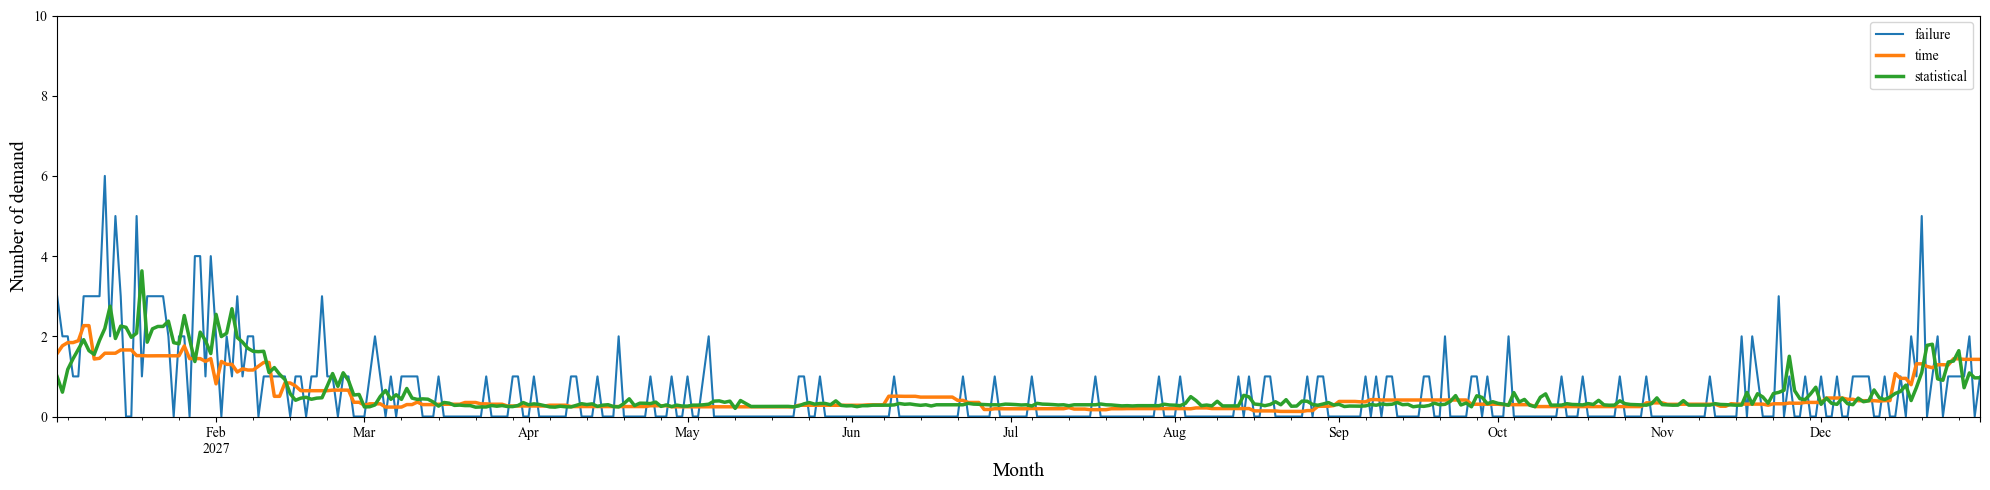 10
8
6
4
2
0
Number of demand
failure
time
statistical
Feb
2027
Mar
Apr
May
Jun
Jul
Aug
Sep
Oct
Nov
Dec
Month